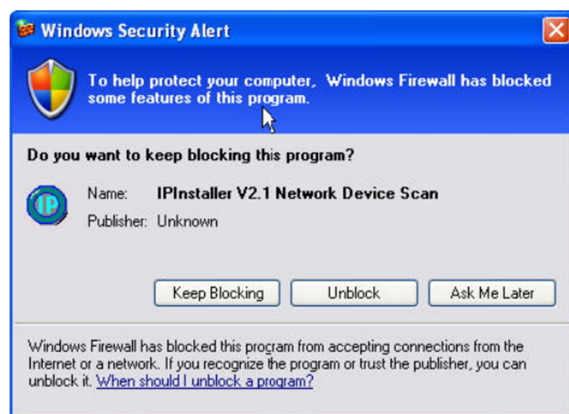 Windows Security Alert
To help protect your computer, Windows Firewall has blocked
some features of this program.
Do you want to keep blocking this program?
IP
Name: IPInstaller V2.1 Network Device Scan
Publisher: Unknown
Keep Blocking Unblock Ask Me Later
Windows Firewall has blocked this program from accepting connections from the
Internet or a network. If you recognize the program or trust the publisher, you can
unblock it. When should I unblock a program?